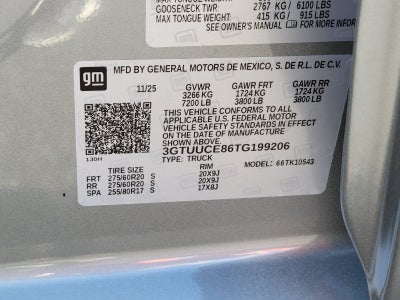 GOOSENECK TWR: 2767 KG / 6100 LBS
MAX TONGUE WEIGHT: 415 KG / 915 LBS
SEE OWNER'S MANUAL FOR MORE
gm
MFD BY GENERAL MOTORS DE MEXICO, S. DE R.L. DE C.V.
11/25 GVWR GAWR FRT GAWR RR
3266 KG 1724 KG 1724 KG
7200 LB 3800 LB 3800 LB
THIS VEHICLE CONFORMS TO ALL
APPLICABLE U.S. FEDERAL MOTOR
VEHICLE SAFETY STANDARDS IN EFFECT
ON THE DATE OF MANUFACTURE
SHOWN ABOVE.
3GTUUCE86TG199206
130H
TYPE: TRUCK MODEL: 66TK10543
TIRE SIZE RIM
FRT 275/60R20 S 20X9J
RR 275/60R20 S 20X9J
SPA 255/80R17 S 17X8J